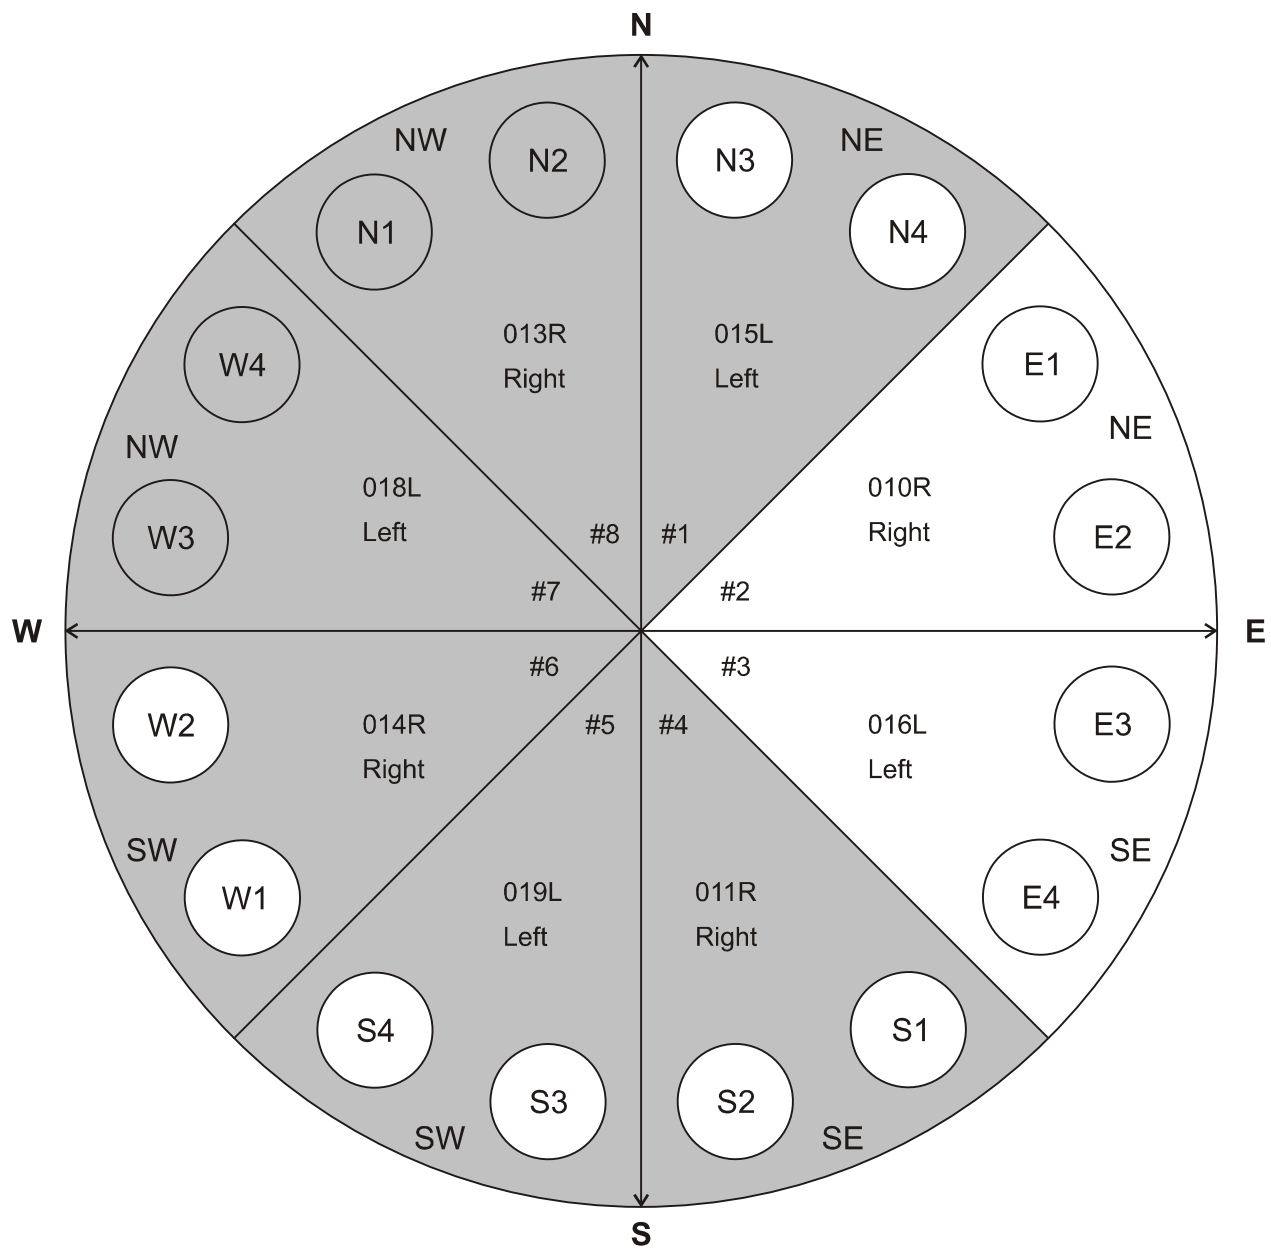 N
NW
N2
N3
NE
N1
N4
W4
E1
013R
Right
015L
Left
NW
NE
W3
E2
018L
Left
010R
Right
#8
#1
#7
#2
W
E
#6
#3
#5
#4
W2
E3
014R
Right
016L
Left
SW
SE
W1
E4
019L
Left
011R
Right
S4
S1
S3
S2
SW
SE
S